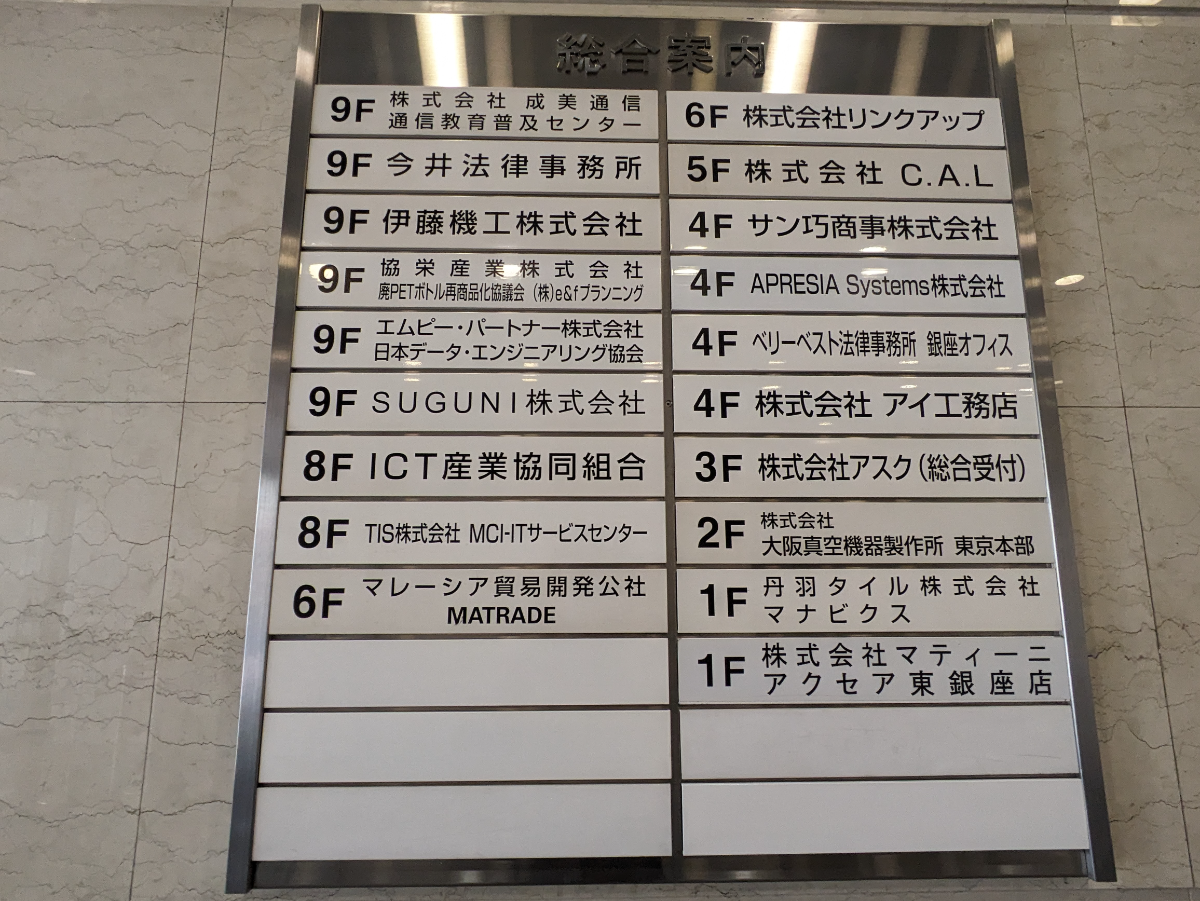 総合案内
9F 株式会社 成美通信
通信教育普及センター
9F 今井法律事務所
9F 伊藤機工株式会社
9F 協栄産業株式会社
廃PETボトル再商品化協議会 (株)e&fプランニング
9F エムピー・パートナー株式会社
日本データ・エンジニアリング協会
9F SUGUNI株式会社
8F ICT産業協同組合
8F TIS株式会社 MCI-ITサービスセンター
6F マレーシア貿易開発公社
MATRADE
6F 株式会社リンクアップ
5F 株式会社 C.A.L
4F サン巧商事株式会社
4F APRESIA Systems株式会社
4F ベリーベスト法律事務所 銀座オフィス
4F 株式会社 アイ工務店
3F 株式会社アスク(総合受付)
2F 株式会社
大阪真空機器製作所 東京本部
1F 丹羽タイル株式会社
マナビクス
1F 株式会社マティーニ
アクセア東銀座店